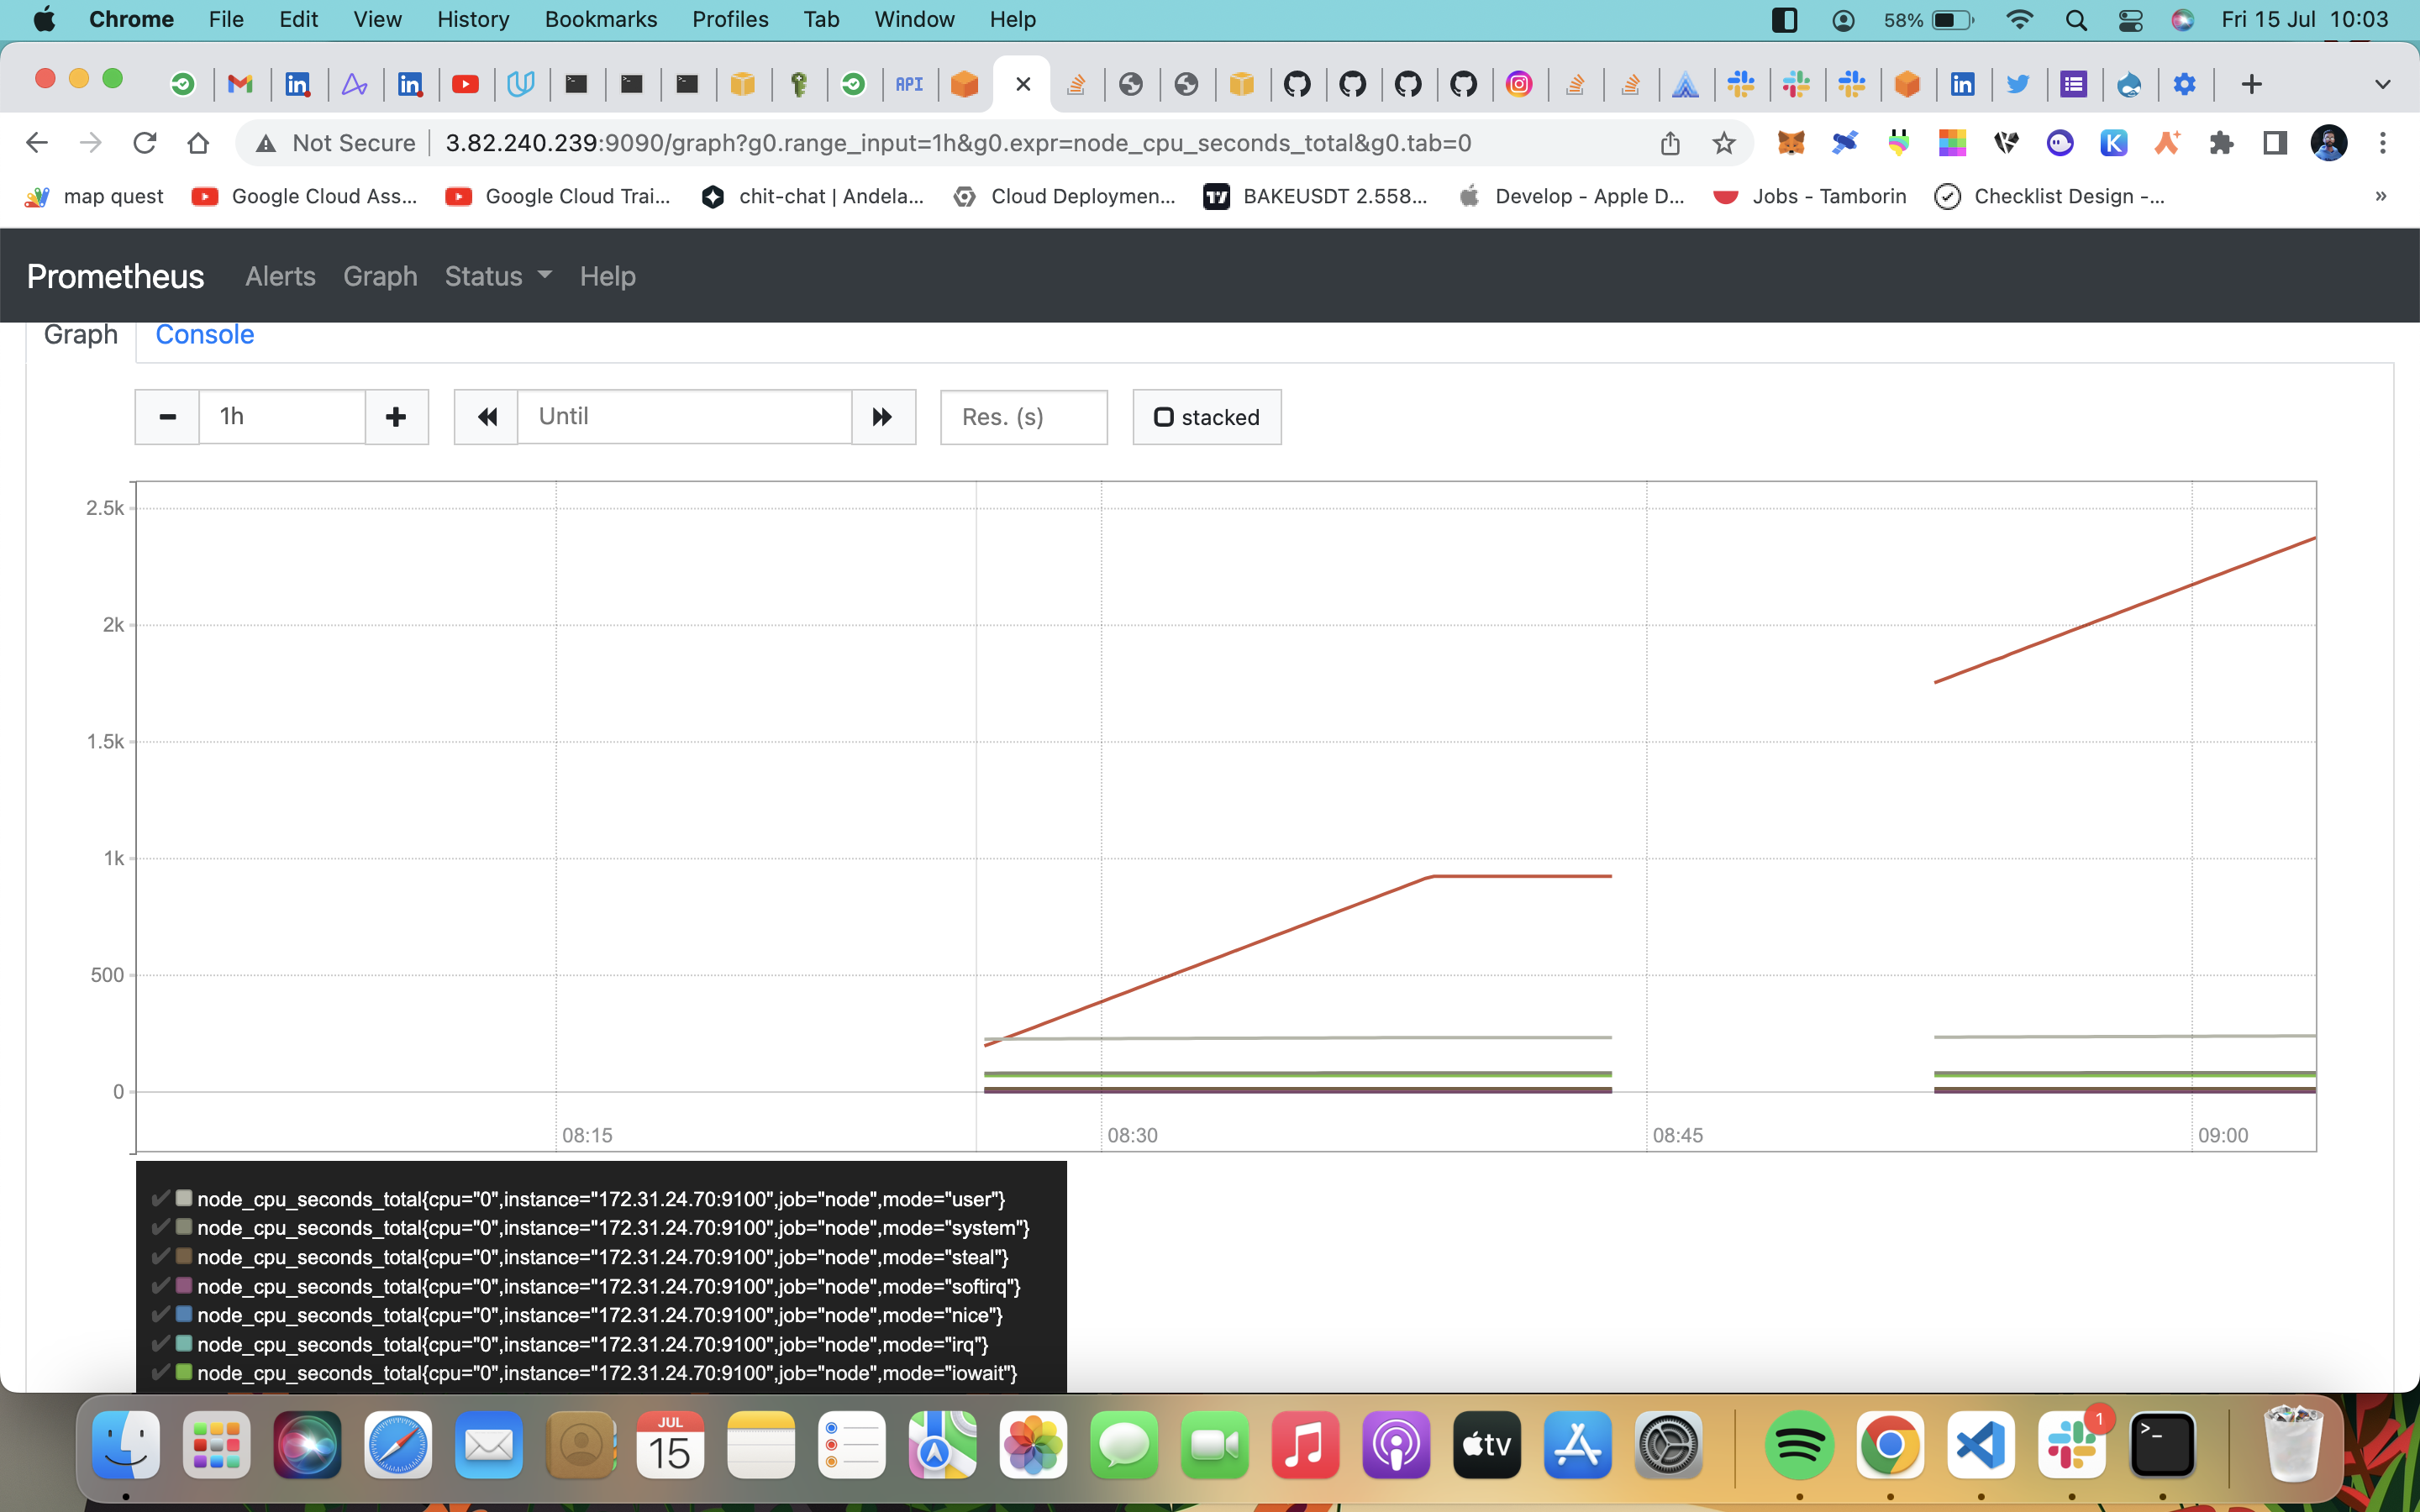 Chrome File Edit View History Bookmarks Profiles Tab Window Help 58% Fri 15 Jul 10:03
API
Not Secure 3.82.240.239:9090/graph?g0.range_input=1h&g0.expr=node_cpu_seconds_total&g0.tab=0
map quest Google Cloud Ass... Google Cloud Trai... chit-chat | Andela... Cloud Deploymen... BAKEUSDT 2.558... Develop - Apple D... Jobs - Tamborin Checklist Design -... »
Prometheus Alerts Graph Status Help
Graph Console
1h Until Res. (s) stacked
2.5k
2k
1.5k
1k
500
0
08:15 08:30 08:45 09:00
node_cpu_seconds_total{cpu="0",instance="172.31.24.70:9100",job="node",mode="user"}
node_cpu_seconds_total{cpu="0",instance="172.31.24.70:9100",job="node",mode="system"}
node_cpu_seconds_total{cpu="0",instance="172.31.24.70:9100",job="node",mode="steal"}
node_cpu_seconds_total{cpu="0",instance="172.31.24.70:9100",job="node",mode="softirq"}
node_cpu_seconds_total{cpu="0",instance="172.31.24.70:9100",job="node",mode="nice"}
node_cpu_seconds_total{cpu="0",instance="172.31.24.70:9100",job="node",mode="irq"}
node_cpu_seconds_total{cpu="0",instance="172.31.24.70:9100",job="node",mode="iowait"}
JUL
15
tv
1